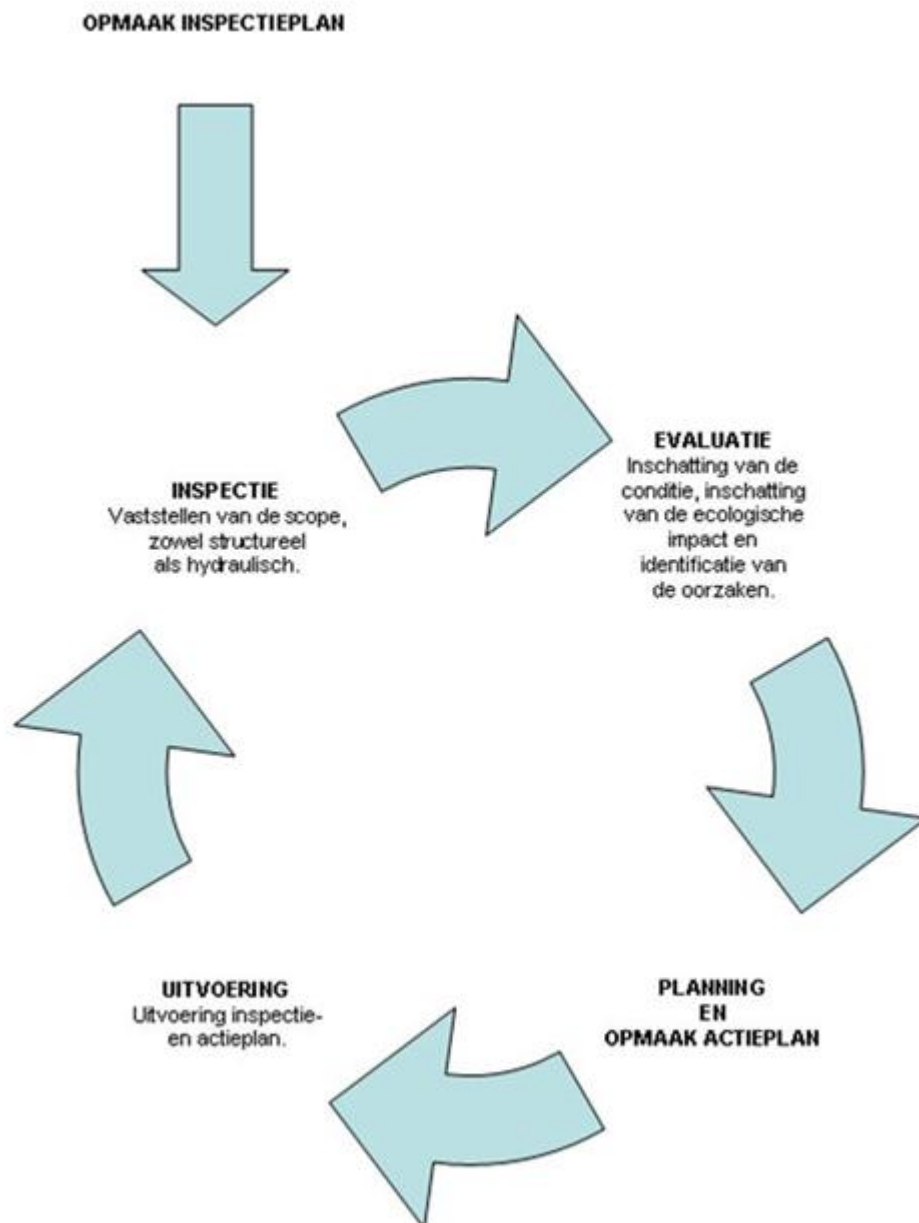 OPMAAK INSPECTIEPLAN
INSPECTIE
Vaststellen van de scope,
zowel structureel
als hydraulisch.
EVALUATIE
Inschatting van de
conditie, inschatting
van de ecologische
impact en
identificatie van
de oorzaken.
PLANNING
EN
OPMAAK ACTIEPLAN
UITVOERING
Uitvoering inspectie-
en actieplan.